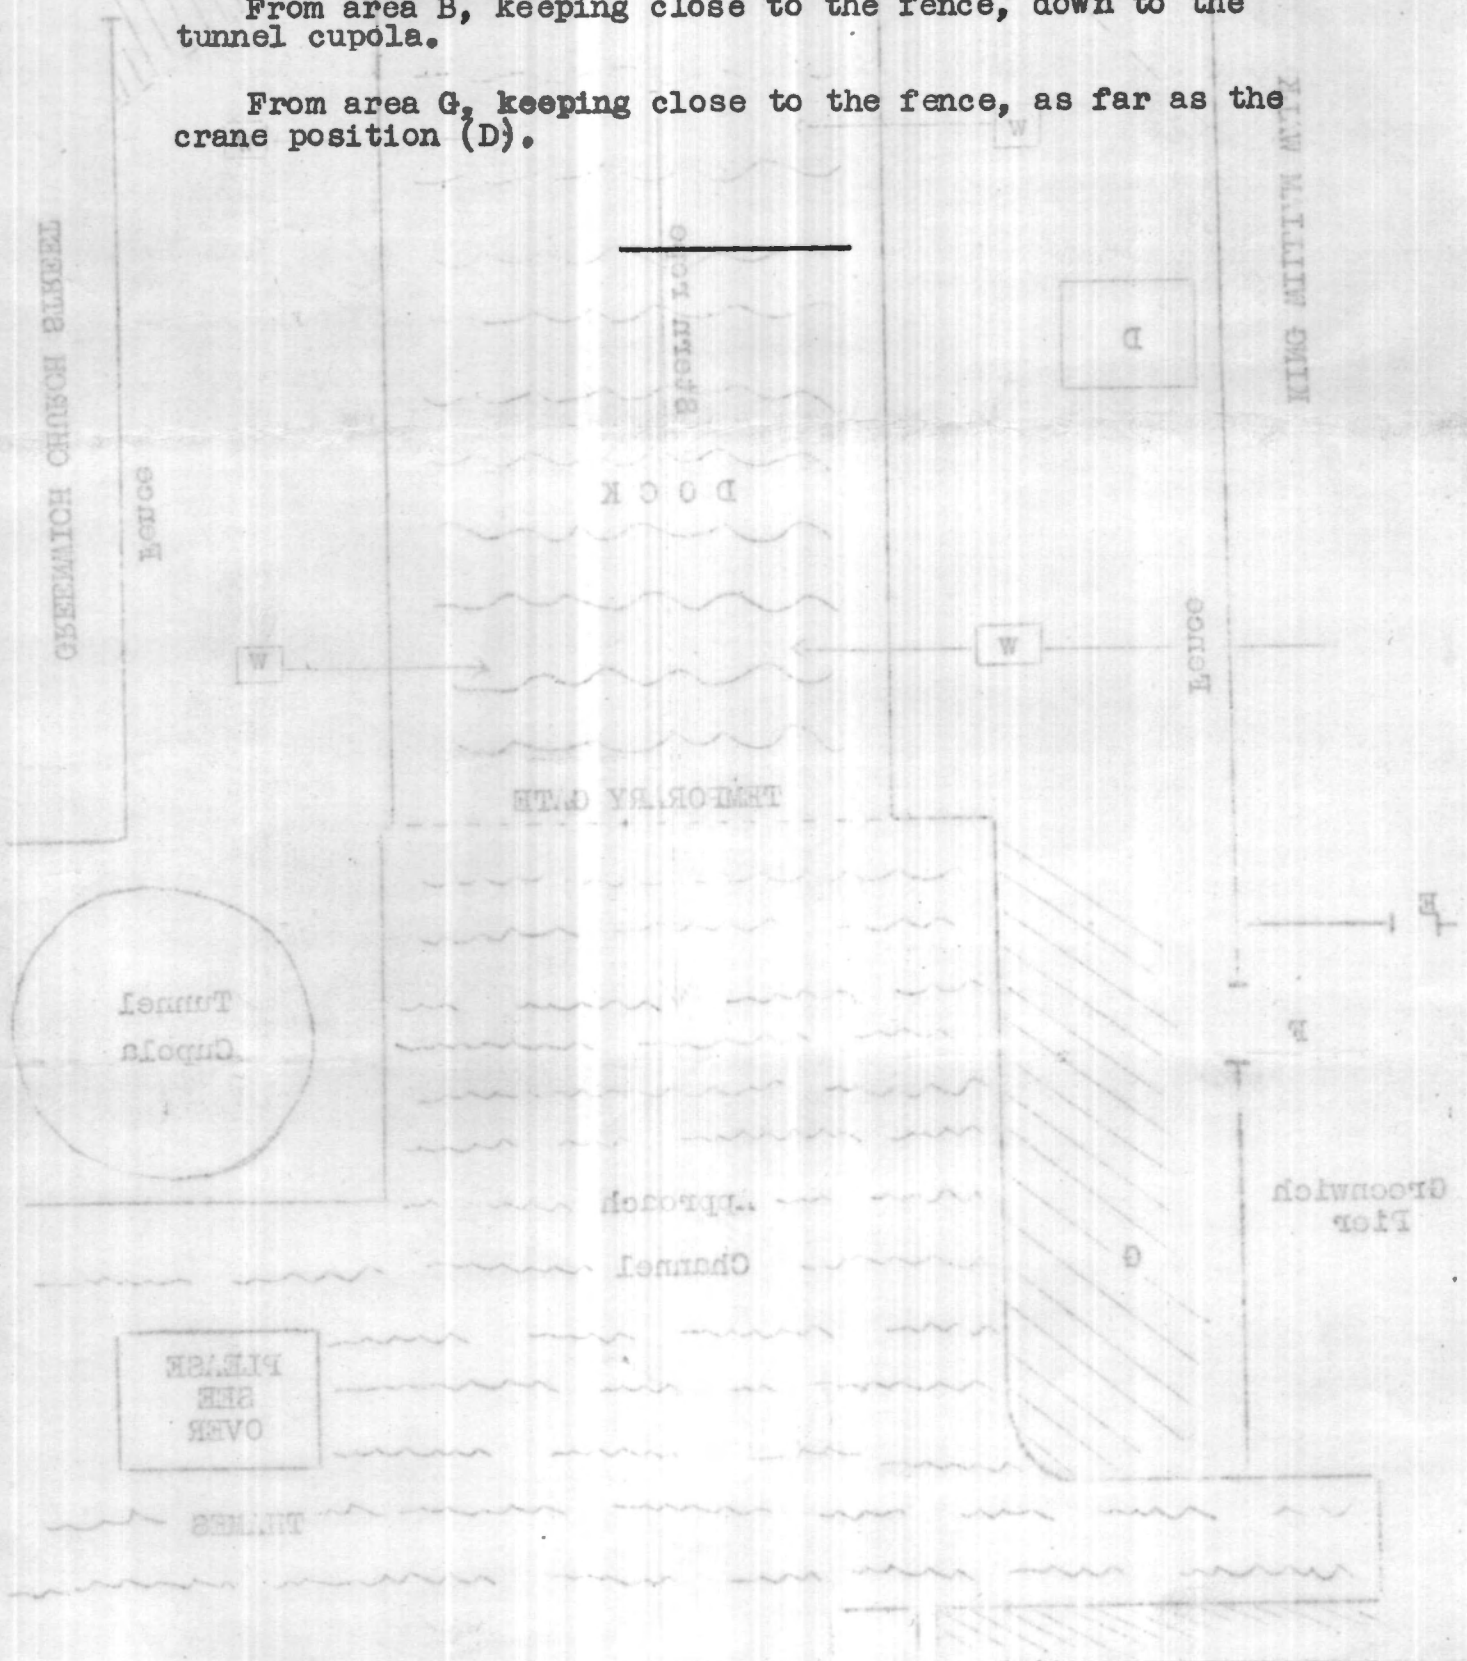 From area B, keeping close to the fence, down to the
tunnel cupola.
From area G, keeping close to the fence, as far as the
crane position (D).
W
KING WILLIAM WALK
GREENWICH CHURCH STREET
Stern rope
D
DOCK
Fence
Fence
W
W
TEMPORARY GATE
E
Tunnel
Cupola
F
Approach
Channel
Greenwich
Pier
G
PLEASE
SEE
OVER
THAMES